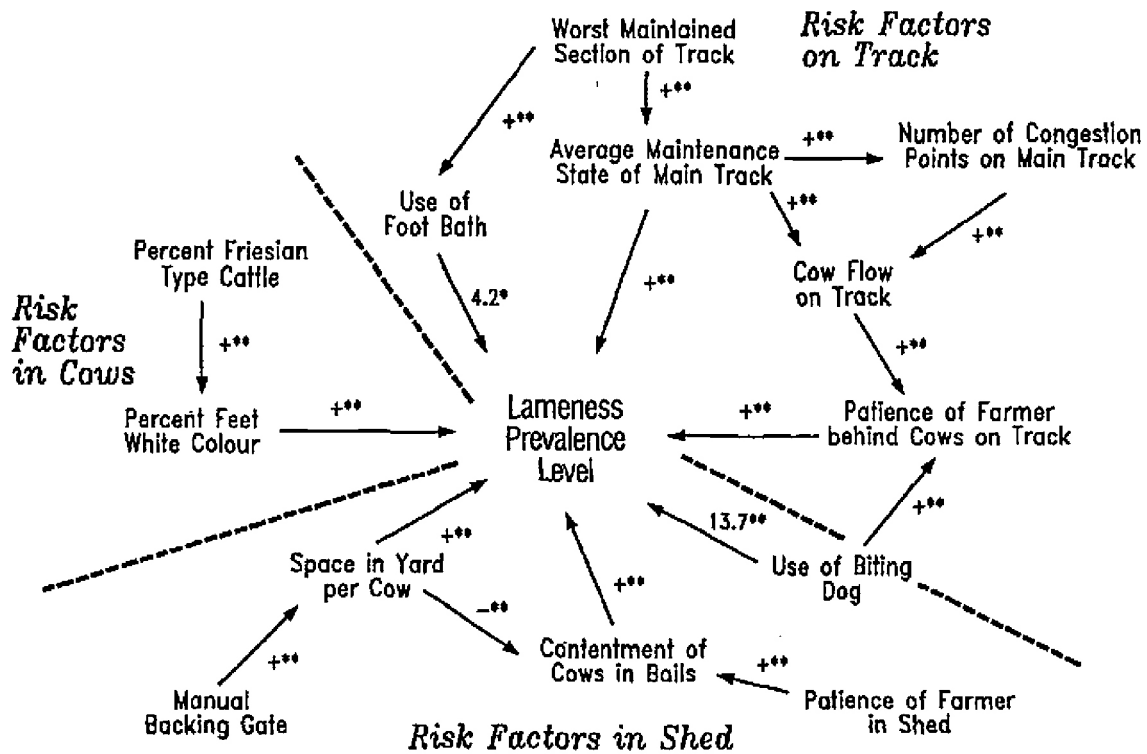 Worst Maintained
Section of Track
Risk Factors
on Track
+**
+**
Average Maintenance
State of Main Track
+**
Number of Congestion
Points on Main Track
Use of
Foot Bath
+**
+**
Percent Friesian
Type Cattle
Cow Flow
on Track
4.2*
+**
Risk
Factors
in Cows
+**
+**
Percent Feet
White Colour
+**
Lameness
Prevalence
Level
+**
Patience of Farmer
behind Cows on Track
13.7**
+**
Space in Yard
per Cow
+**
Use of Biting
Dog
+**
-**
Contentment of
Cows in Bails
+**
+**
Manual
Backing Gate
Patience of Farmer
in Shed
Risk Factors in Shed